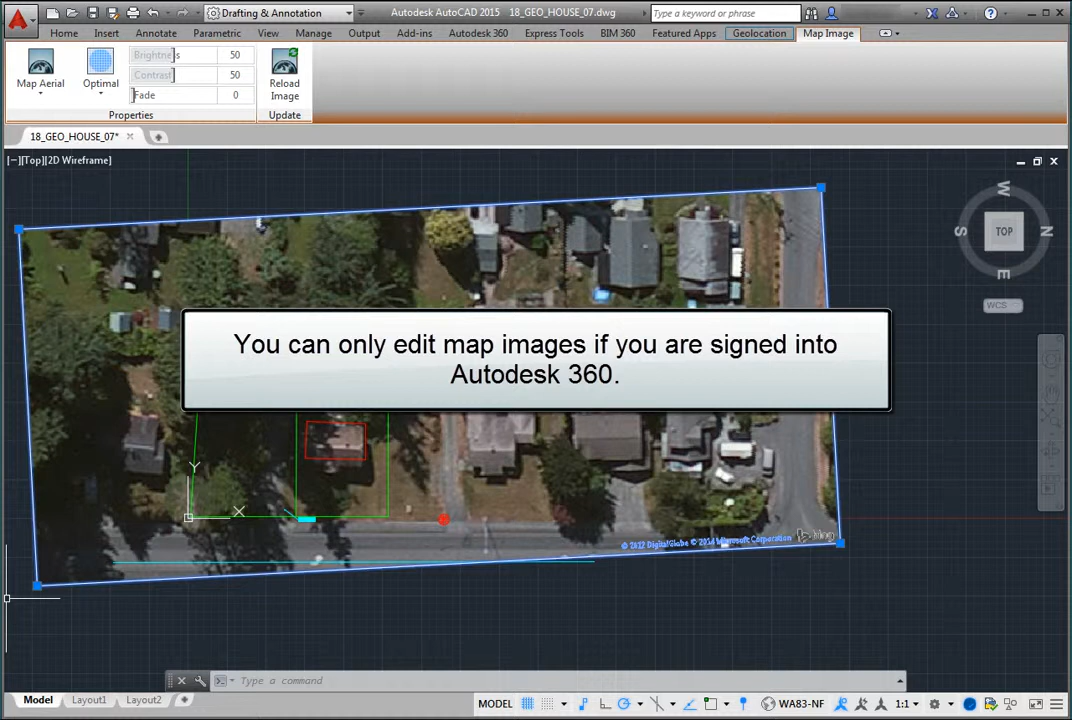 Drafting & Annotation
Autodesk AutoCAD 2015 18_GEO_HOUSE_07.dwg
Type a keyword or phrase
Home Insert Annotate Parametric View Manage Output Add-ins Autodesk 360 Express Tools BIM 360 Featured Apps Geolocation Map Image
Map Aerial
Optimal
Brightness 50
Contrast 50
Fade 0
Reload Image
Properties
Update
18_GEO_HOUSE_07*
[−][Top][2D Wireframe]
W
S TOP N
E
WCS
You can only edit map images if you are signed into
Autodesk 360.
Y
X
© 2012 DigitalGlobe © 2014 Microsoft Corporation
Type a command
Model Layout1 Layout2
MODEL
WA83-NF
1:1